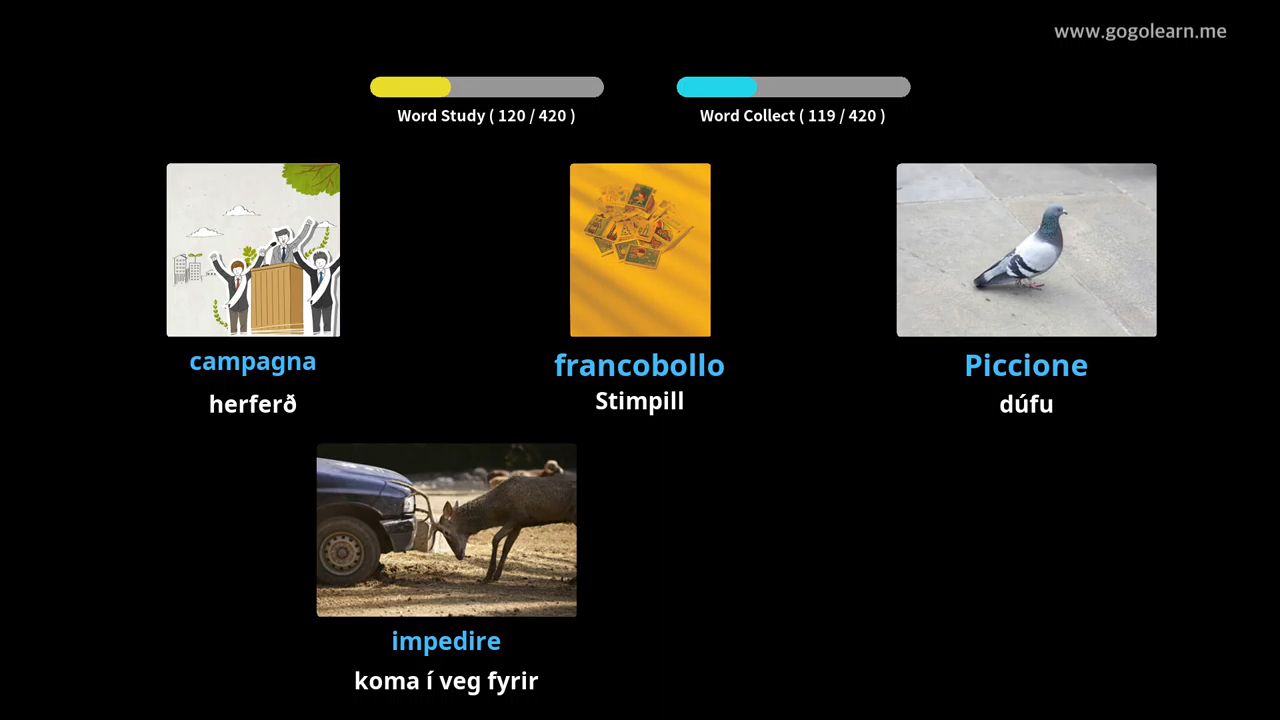 www.gogolearn.me
Word Study ( 120 / 420 )
Word Collect ( 119 / 420 )
campagna
herferð
francobollo
Stimpill
Piccione
dúfu
impedire
koma í veg fyrir